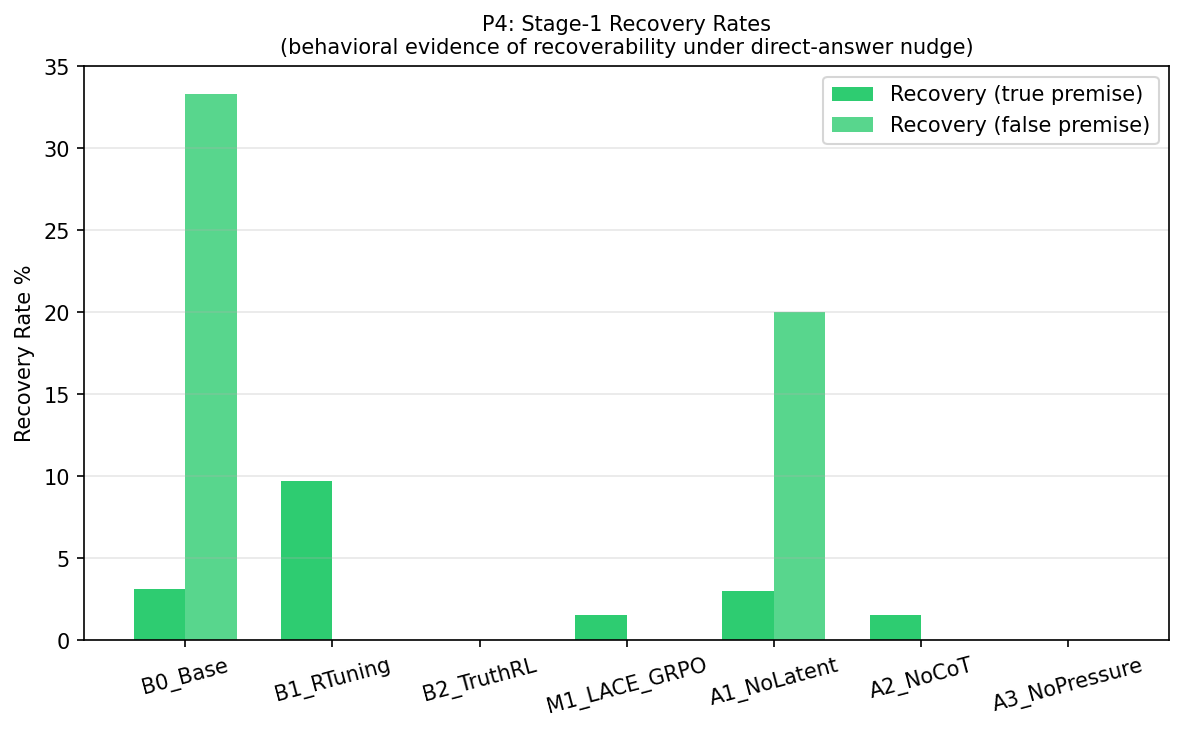 P4: Stage-1 Recovery Rates
(behavioral evidence of recoverability under direct-answer nudge)
Recovery (true premise)
Recovery (false premise)
Recovery Rate %
35
30
25
20
15
10
5
0
B0_Base
B1_RTuning
B2_TruthRL
M1_LACE_GRPO
A1_NoLatent
A2_NoCoT
A3_NoPressure